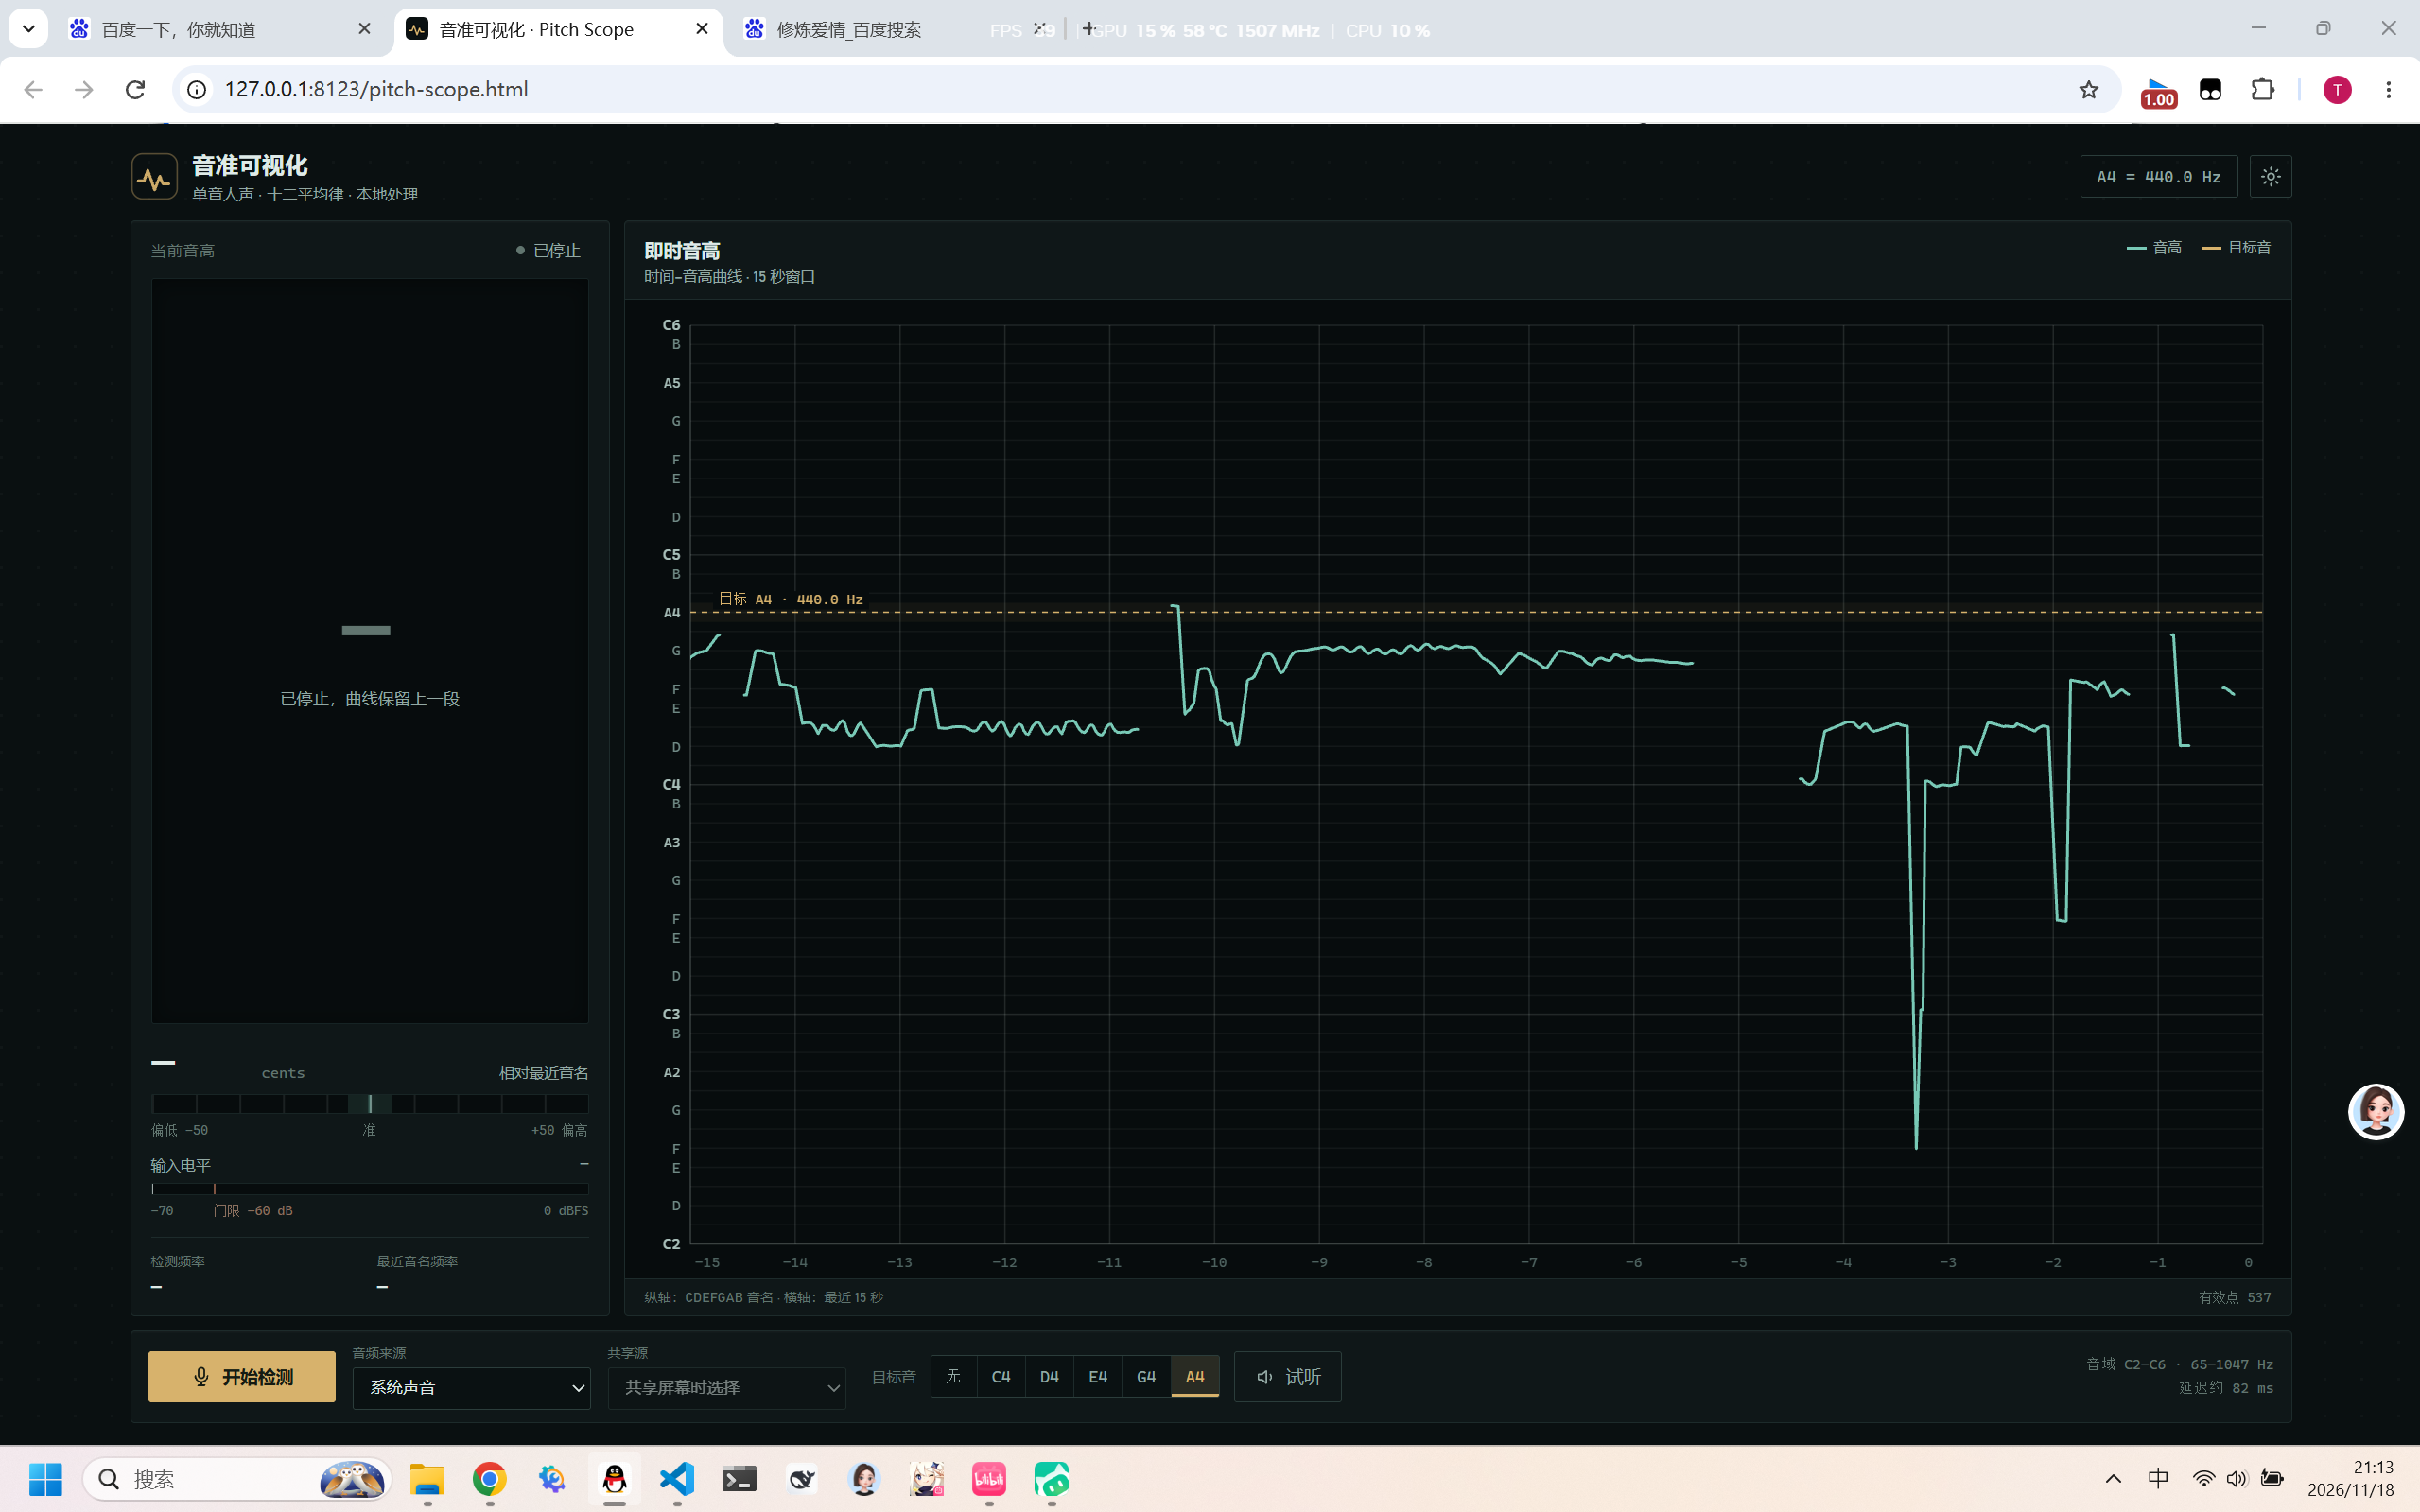 百度一下，你就知道
音准可视化 · Pitch Scope
修炼爱情_百度搜索
FPS
GPU 15 % 58 °C 1507 MHz | CPU 10 %
127.0.0.1:8123/pitch-scope.html
1.00
T
音准可视化
单音人声 · 十二平均律 · 本地处理
A4 = 440.0 Hz
当前音高
已停止
即时音高
时间-音高曲线 · 15 秒窗口
音高
目标音
C6
B
A5
G
F
E
D
C5
B
目标 A4 · 440.0 Hz
A4
G
F
E
D
C4
B
A3
G
F
E
D
C3
B
A2
G
F
E
D
C2
-15 -14 -13 -12 -11 -10 -9 -8 -7 -6 -5 -4 -3 -2 -1 0
纵轴：CDEFGAB 音名 · 横轴：最近 15 秒
有效点 537
—
已停止，曲线保留上一段
—
cents
相对最近音名
偏低 -50
准
+50 偏高
输入电平
—
-70
门限 -60 dB
0 dBFS
检测频率
最近音名频率
—
—
开始检测
音频来源
系统声音
共享源
共享屏幕时选择
目标音
无
C4
D4
E4
G4
A4
试听
音域 C2-C6 · 65-1047 Hz
延迟约 82 ms
搜索
bilibili
中
21:13
2026/11/18